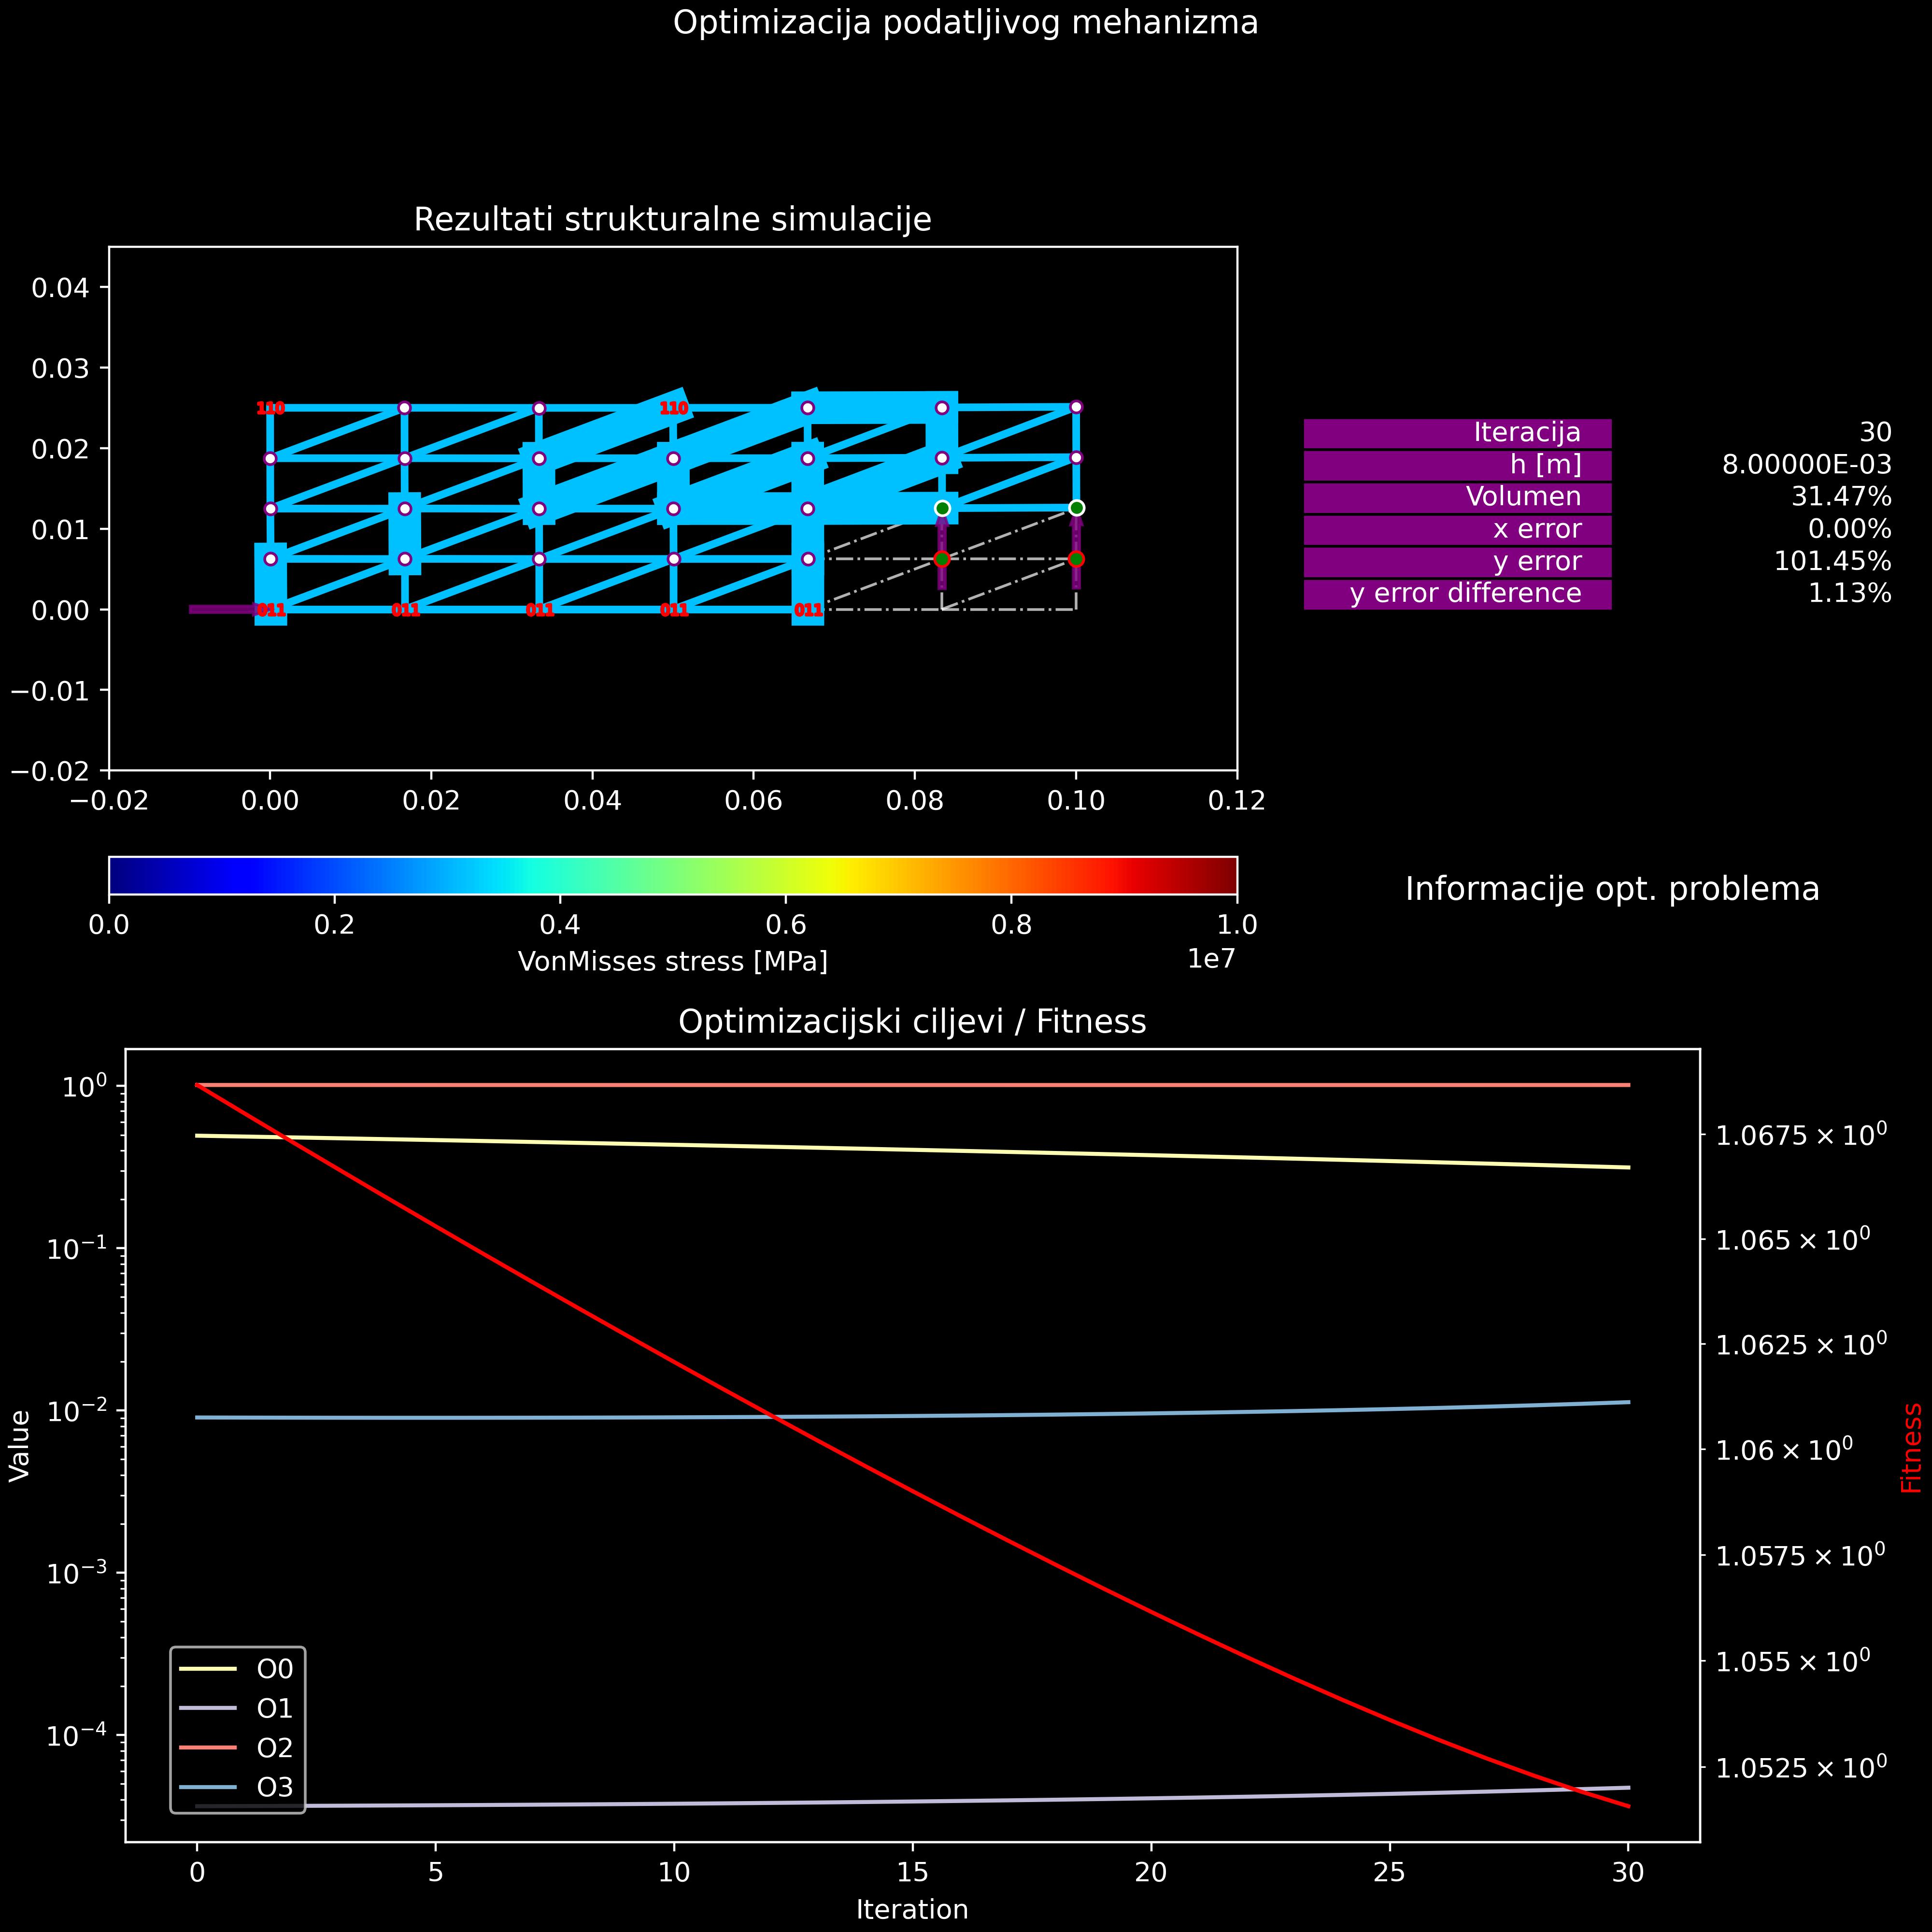 Optimizacija podatljivog mehanizma
Rezultati strukturalne simulacije
0.04
0.03
0.02
0.01
0.00
−0.01
−0.02
110 110
011 011 011 011 011
−0.02 0.00 0.02 0.04 0.06 0.08 0.10 0.12
Iteracija 30
h [m] 8.00000E-03
Volumen 31.47%
x error 0.00%
y error 101.45%
y error difference 1.13%
0.0 0.2 0.4 0.6 0.8 1.0
1e7
VonMisses stress [MPa]
Informacije opt. problema
Optimizacijski ciljevi / Fitness
10⁰
10⁻¹
10⁻²
10⁻³
10⁻⁴
Value
1.0675 × 10⁰
1.065 × 10⁰
1.0625 × 10⁰
1.06 × 10⁰
1.0575 × 10⁰
1.055 × 10⁰
1.0525 × 10⁰
Fitness
O0
O1
O2
O3
0 5 10 15 20 25 30
Iteration